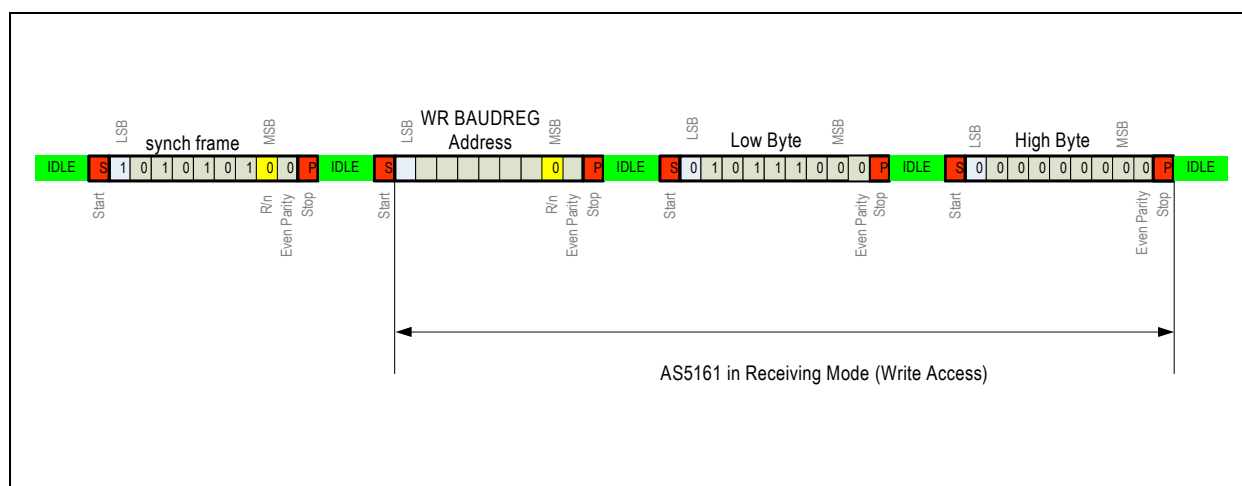 LSB MSB LSB MSB LSB MSB LSB MSB
synch frame WR BAUDREG Address Low Byte High Byte
IDLE S 1 0 1 0 1 0 1 0 0 P IDLE S 0 P IDLE S 0 1 0 1 1 1 0 0 0 P IDLE S 0 0 0 0 0 0 0 0 0 P IDLE
Start R/n Even Parity Stop Start R/n Even Parity Stop Start Even Parity Stop Start Even Parity Stop
AS5161 in Receiving Mode (Write Access)